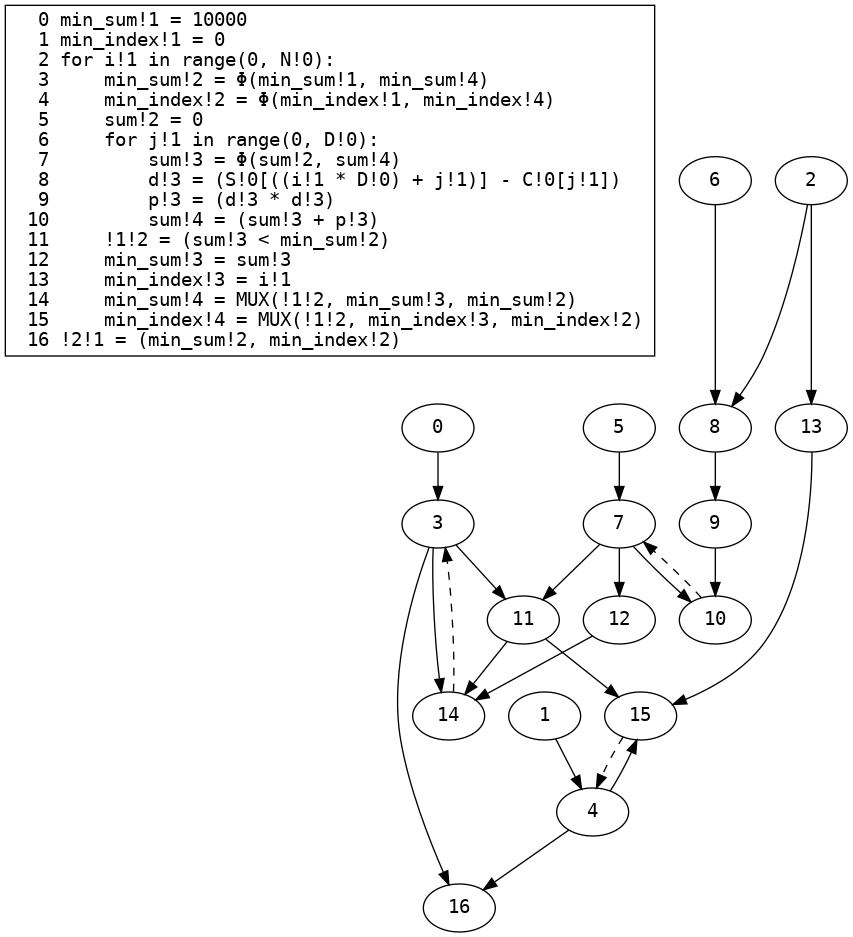 0 min_sum!1 = 10000
1 min_index!1 = 0
2 for i!1 in range(0, N!0):
3     min_sum!2 = Φ(min_sum!1, min_sum!4)
4     min_index!2 = Φ(min_index!1, min_index!4)
5     sum!2 = 0
6     for j!1 in range(0, D!0):
7         sum!3 = Φ(sum!2, sum!4)
8         d!3 = (S!0[((i!1 * D!0) + j!1)] - C!0[j!1])
9         p!3 = (d!3 * d!3)
10         sum!4 = (sum!3 + p!3)
11     !1!2 = (sum!3 < min_sum!2)
12     min_sum!3 = sum!3
13     min_index!3 = i!1
14     min_sum!4 = MUX(!1!2, min_sum!3, min_sum!2)
15     min_index!4 = MUX(!1!2, min_index!3, min_index!2)
16 !2!1 = (min_sum!2, min_index!2)
6 2
0 5 8 13
3 7 9
11 12 10
14 1 15
4
16